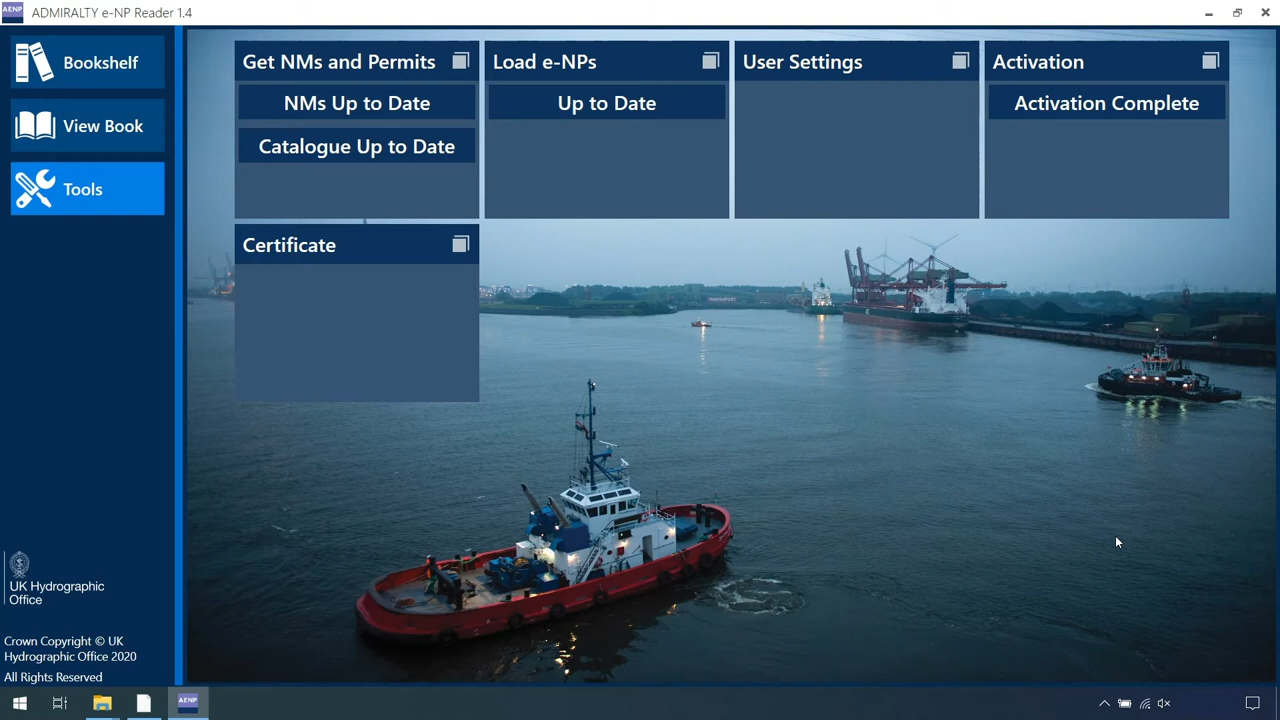 AENP
ADMIRALTY e-NP Reader 1.4
Bookshelf
View Book
Tools
Get NMs and Permits
NMs Up to Date
Catalogue Up to Date
Load e-NPs
Up to Date
User Settings
Activation
Activation Complete
Certificate
UK Hydrographic
Office
Crown Copyright © UK
Hydrographic Office 2020
All Rights Reserved
AENP